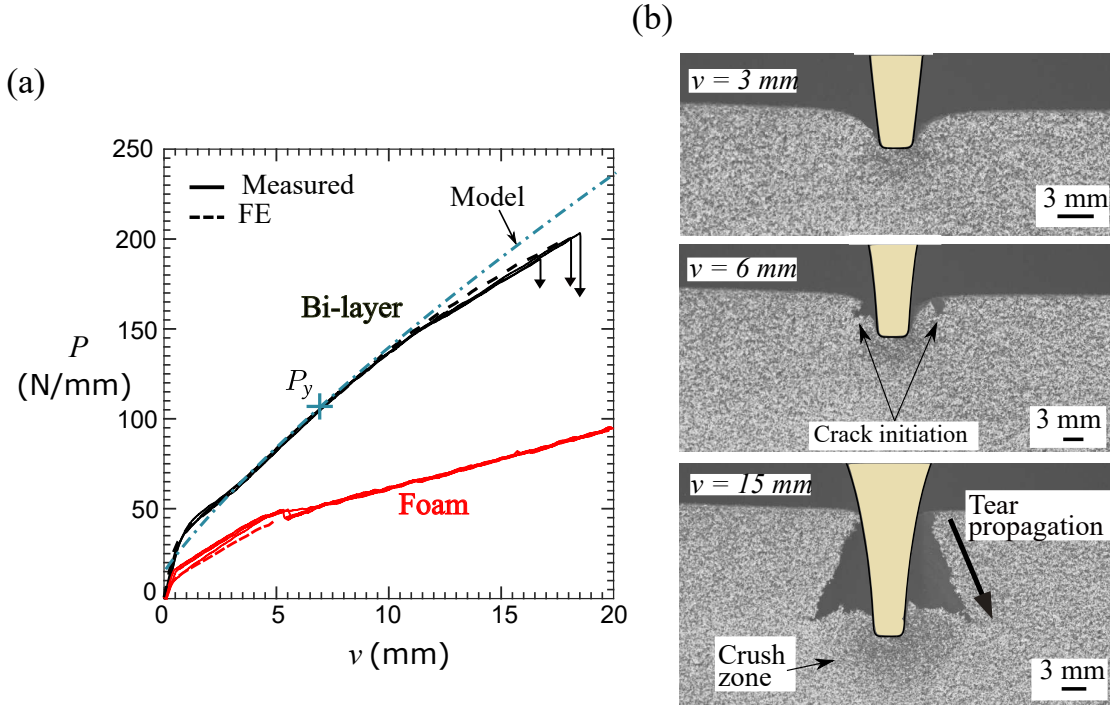 (a)
250
200
150
100
50
0
P
(N/mm)
Measured
FE
Model
Bi-layer
P_y
Foam
0
5
10
15
20
v (mm)
(b)
v = 3 mm
3 mm
v = 6 mm
Crack initiation
3 mm
v = 15 mm
Tear
propagation
Crush
zone
3 mm